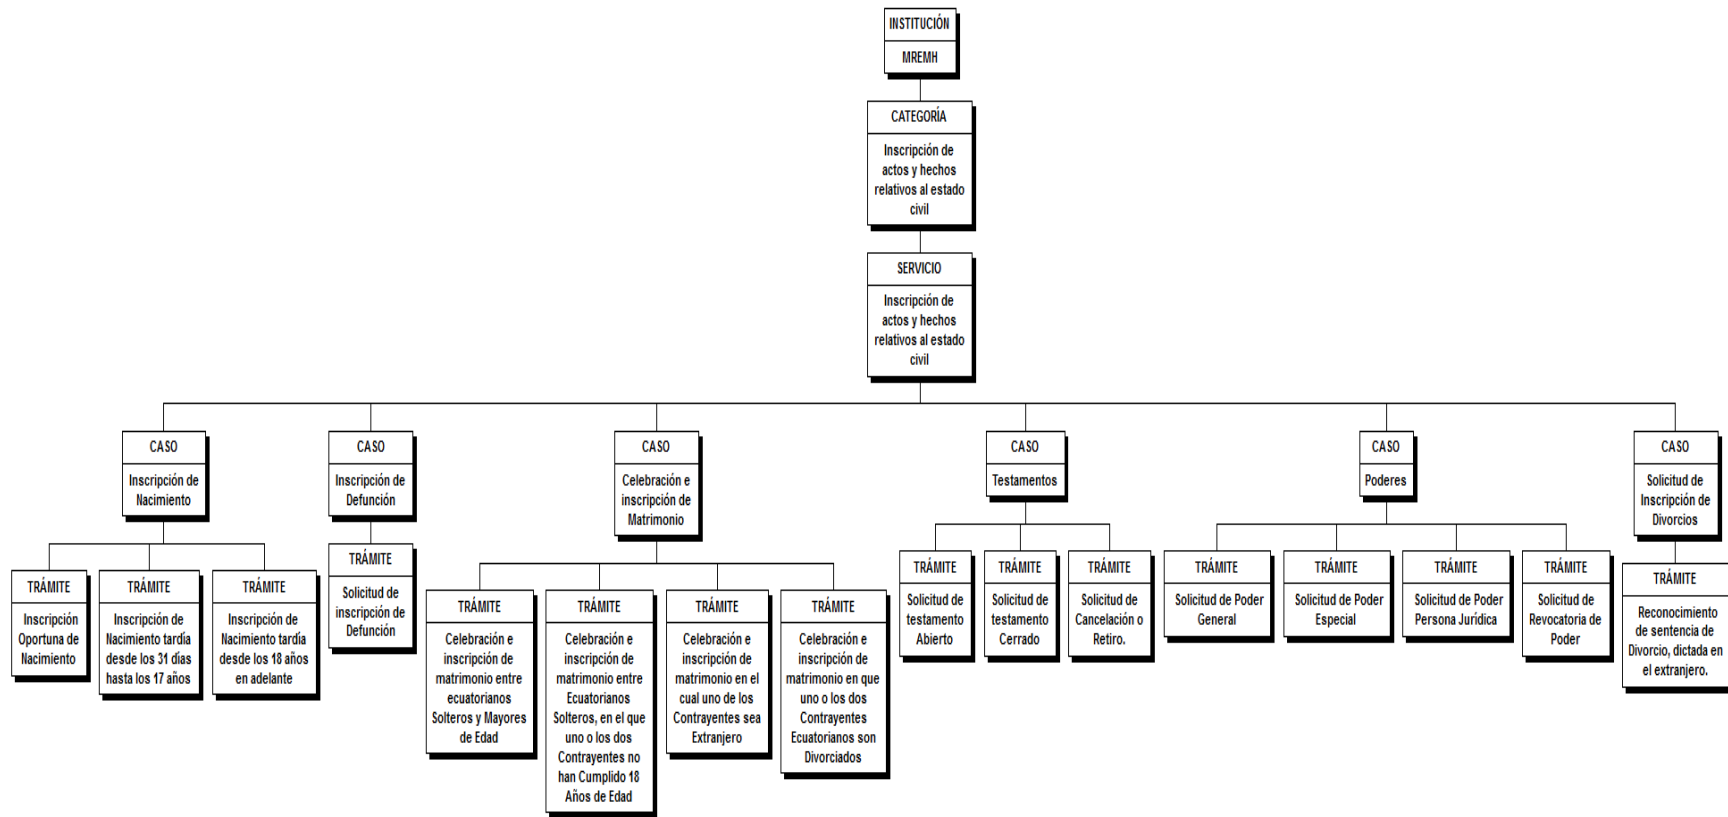 INSTITUCIÓN
MREMH
CATEGORÍA
Inscripción de
actos y hechos
relativos al estado
civil
SERVICIO
Inscripción de
actos y hechos
relativos al estado
civil
CASO
Inscripción de
Nacimiento
CASO
Inscripción de
Defunción
CASO
Celebración e
inscripción de
Matrimonio
CASO
Testamentos
CASO
Poderes
CASO
Solicitud de
Inscripción de
Divorcios
TRÁMITE
Inscripción
Oportuna de
Nacimiento
TRÁMITE
Inscripción de
Nacimiento tardía
desde los 31 días
hasta los 17 años
TRÁMITE
Inscripción de
Nacimiento tardía
desde los 18 años
en adelante
TRÁMITE
Solicitud de
inscripción de
Defunción
TRÁMITE
Celebración e
inscripción de
matrimonio entre
ecuatorianos
Solteros y Mayores
de Edad
TRÁMITE
Celebración e
inscripción de
matrimonio entre
Ecuatorianos
Solteros, en el que
uno o los dos
Contrayentes no
han Cumplido 18
Años de Edad
TRÁMITE
Celebración e
inscripción de
matrimonio en el
cual uno de los
Contrayentes sea
Extranjero
TRÁMITE
Celebración e
inscripción de
matrimonio en que
uno o los dos
Contrayentes
Ecuatorianos son
Divorciados
TRÁMITE
Solicitud de
testamento
Abierto
TRÁMITE
Solicitud de
testamento
Cerrado
TRÁMITE
Solicitud de
Cancelación o
Retiro.
TRÁMITE
Solicitud de Poder
General
TRÁMITE
Solicitud de Poder
Especial
TRÁMITE
Solicitud de Poder
Persona Jurídica
TRÁMITE
Solicitud de
Revocatoria de
Poder
TRÁMITE
Reconocimiento
de sentencia de
Divorcio, dictada en
el extranjero.